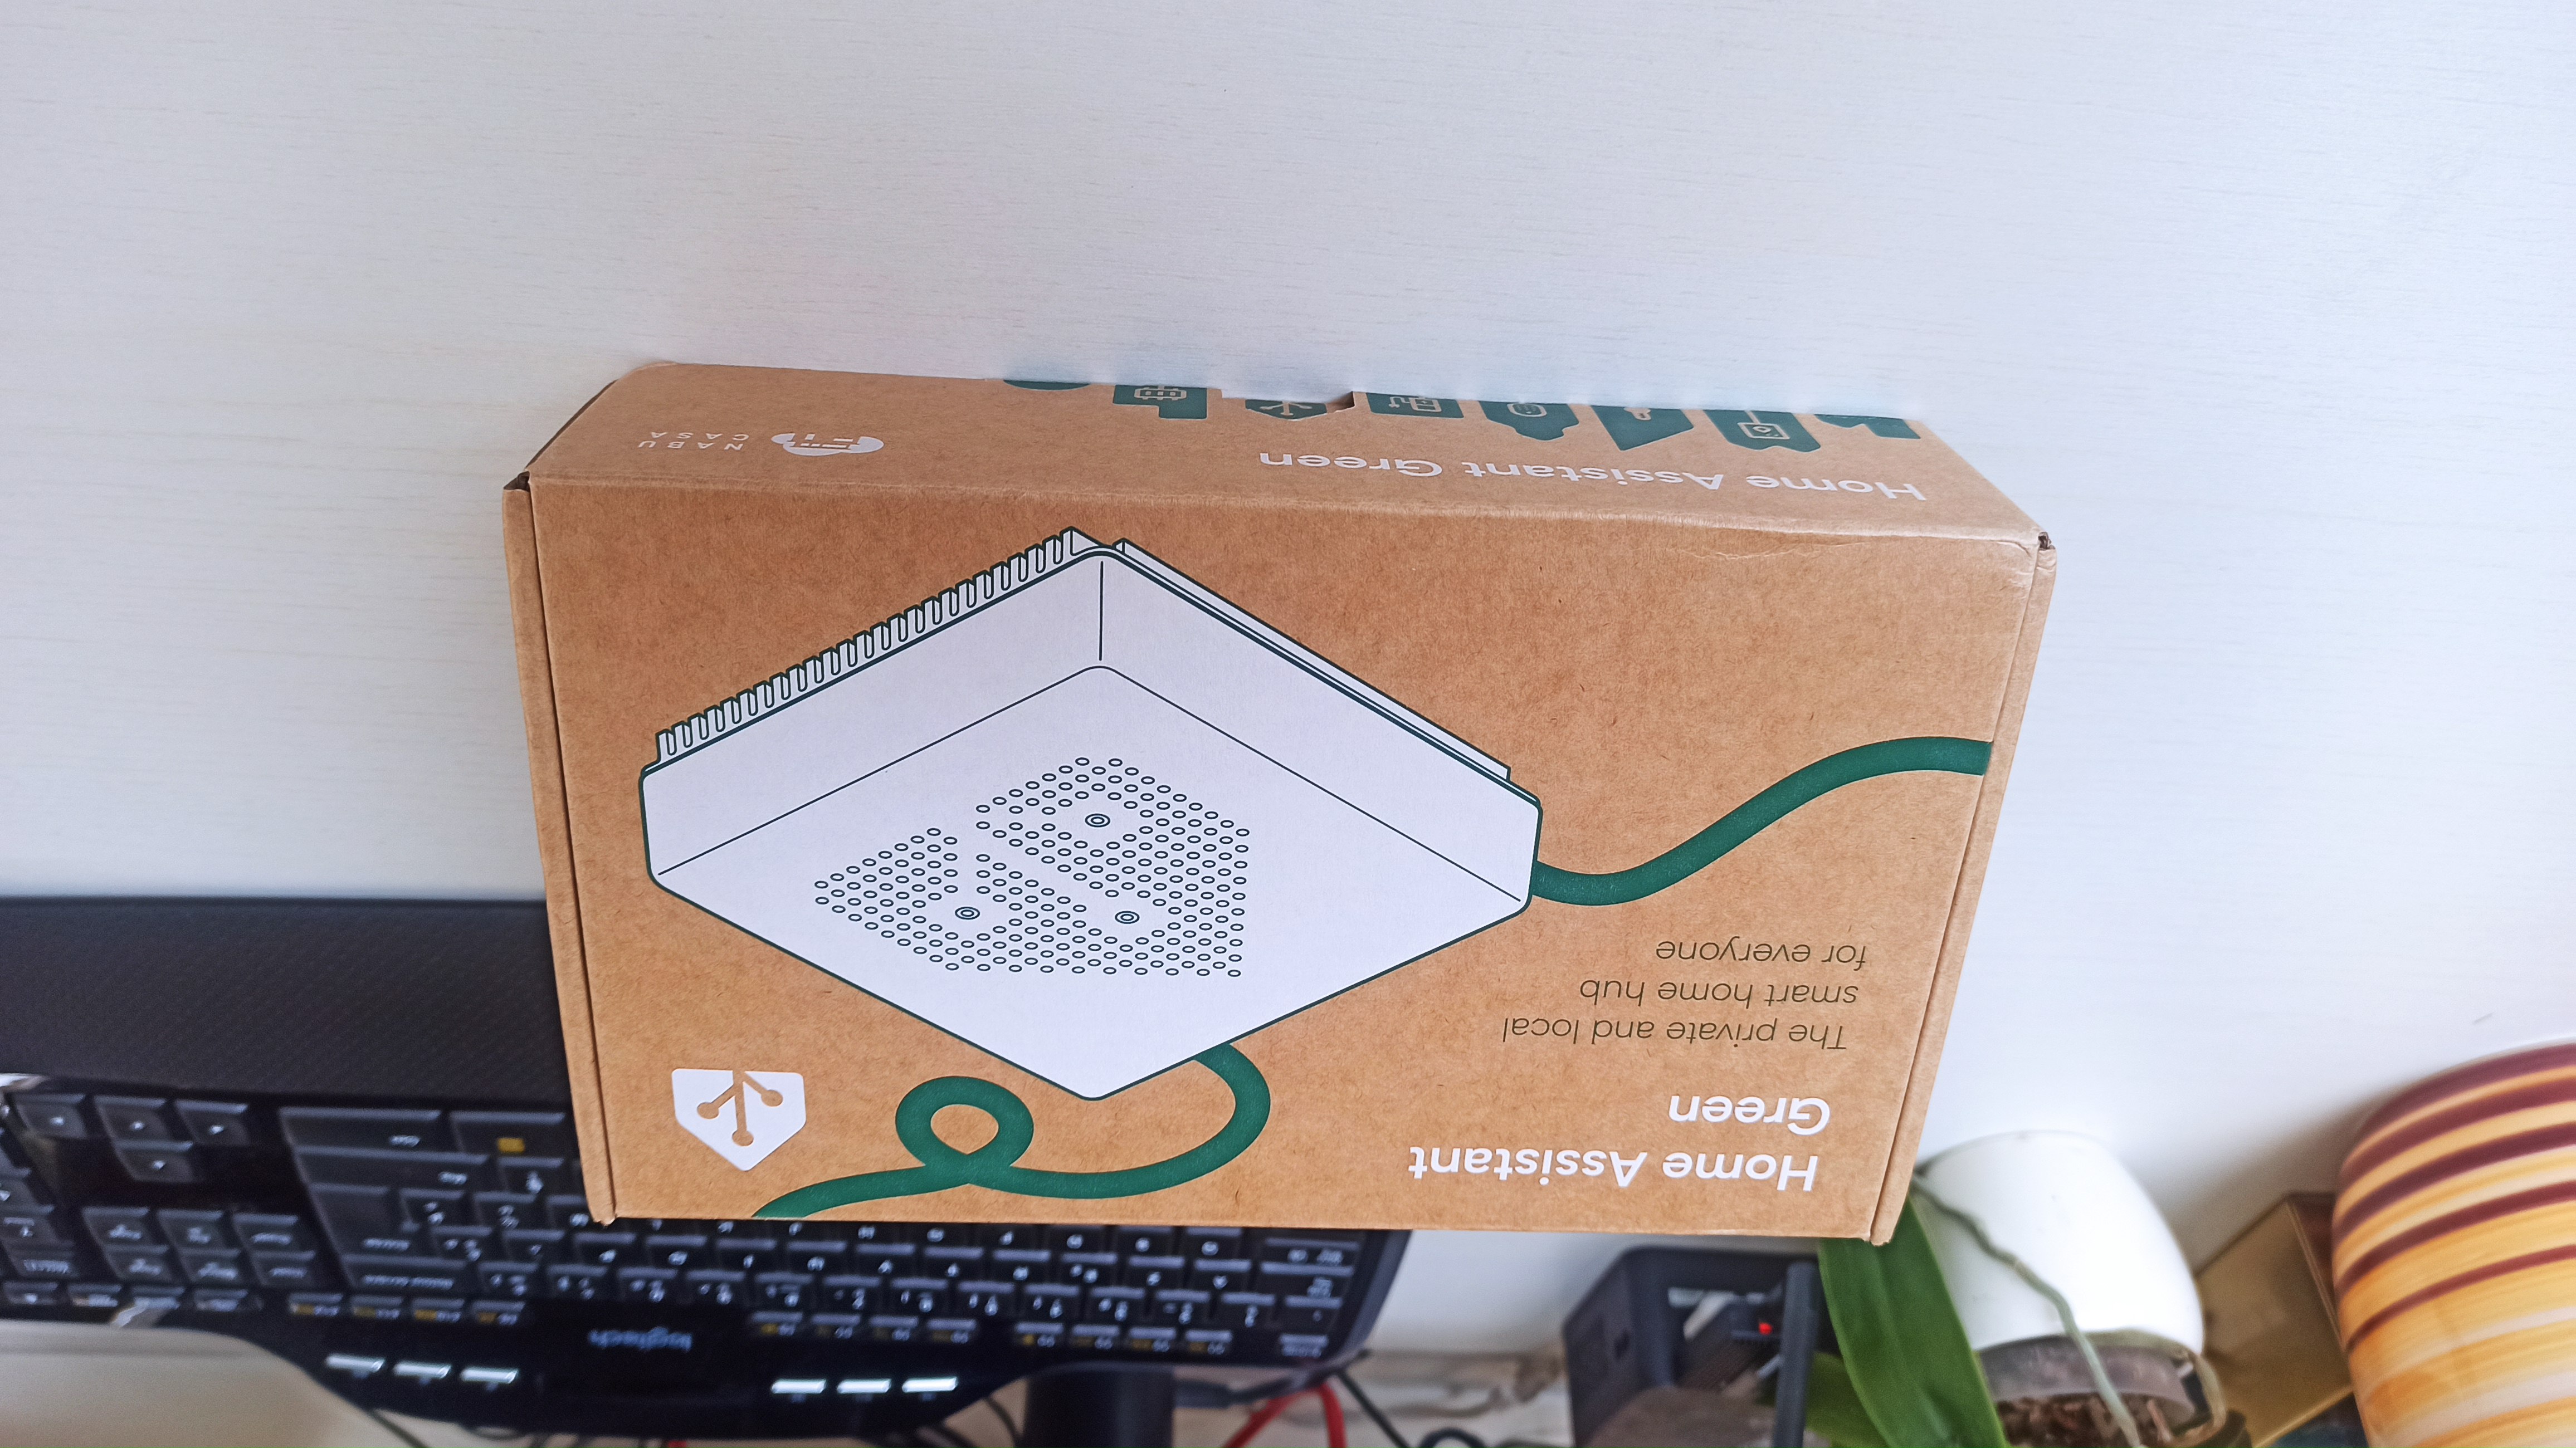 logitech
Home Assistant
Green
The private and local
smart home hub
for everyone
Home Assistant Green
NABU
CASA